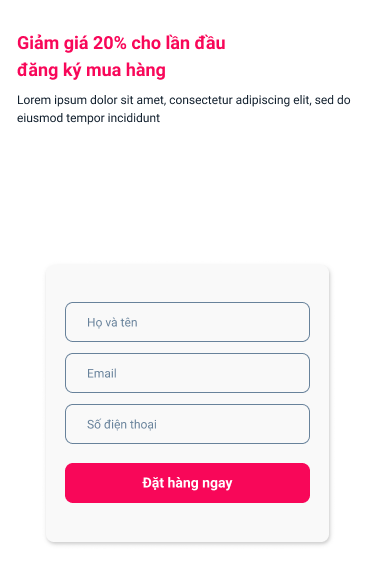 Giảm giá 20% cho lần đầu
đăng ký mua hàng
Lorem ipsum dolor sit amet, consectetur adipiscing elit, sed do
eiusmod tempor incididunt
Họ và tên
Email
Số điện thoại
Đặt hàng ngay